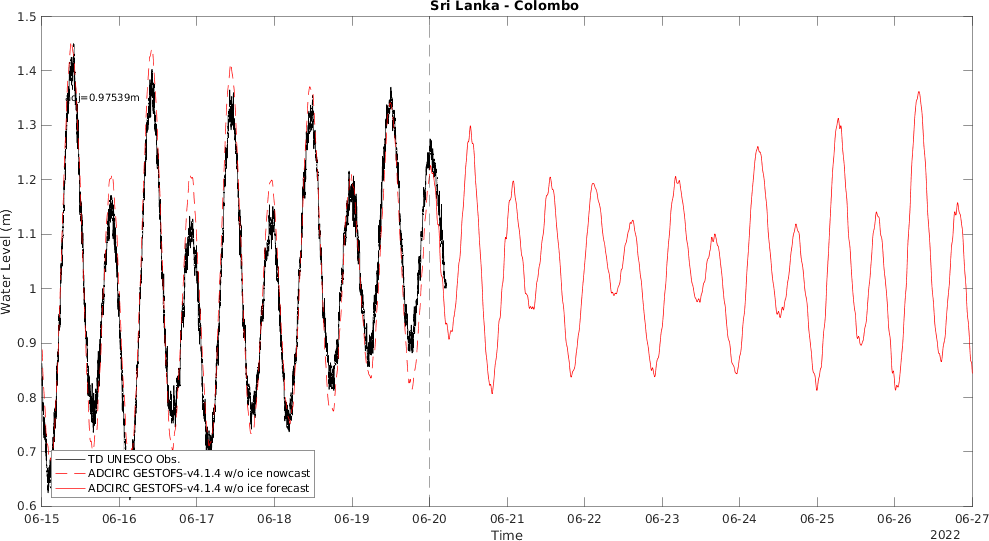 Sri Lanka - Colombo
1.5
1.4
1.3
1.2
1.1
1
0.9
0.8
0.7
0.6
Water Level (m)
adj=0.97539m
TD UNESCO Obs.
ADCIRC GESTOFS-v4.1.4 w/o ice nowcast
ADCIRC GESTOFS-v4.1.4 w/o ice forecast
06-15 06-16 06-17 06-18 06-19 06-20 06-21 06-22 06-23 06-24 06-25 06-26 06-27
Time
2022